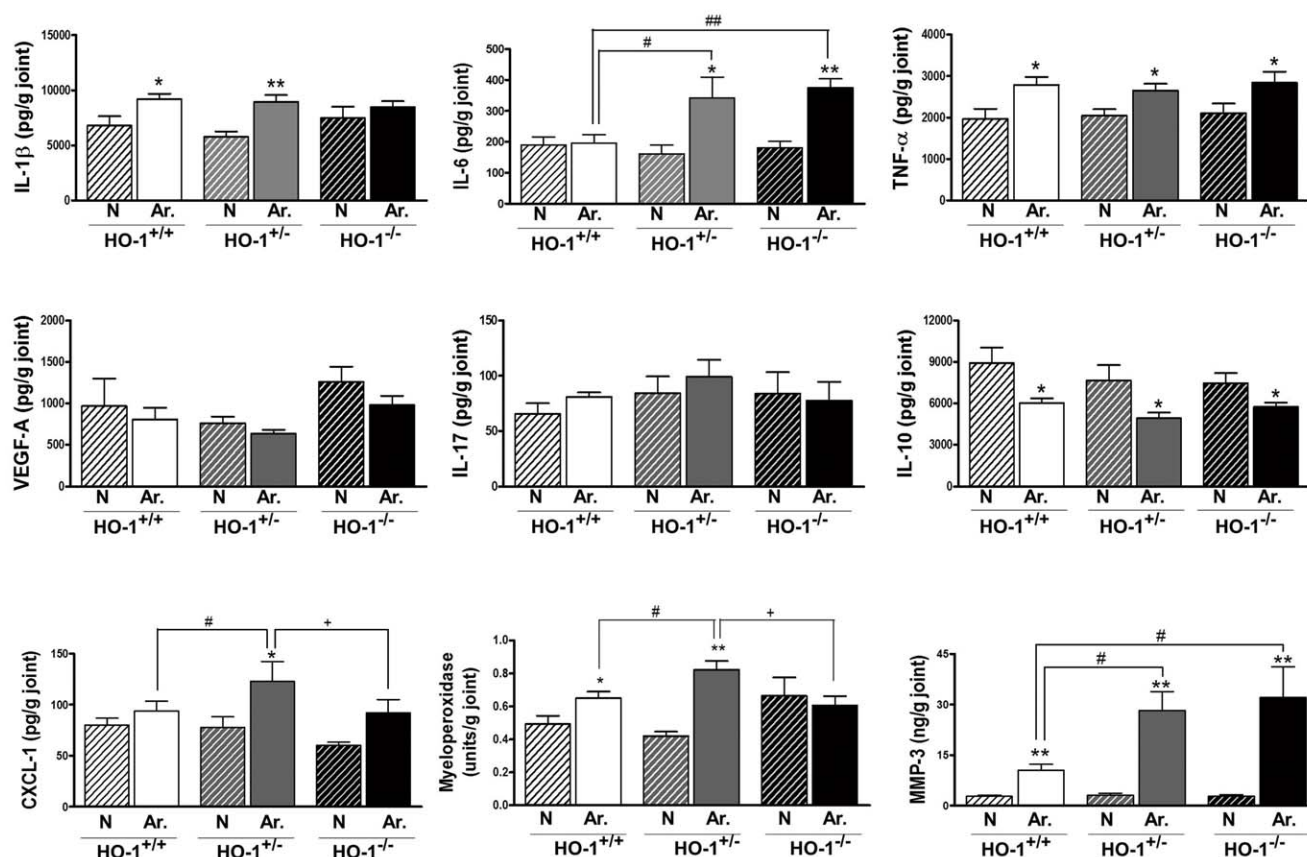 IL-1β (pg/g joint)
15000
10000
5000
0
* **
N Ar. N Ar. N Ar.
HO-1+/+ HO-1+/- HO-1-/-
IL-6 (pg/g joint)
500
400
300
200
100
0
##
#
* **
N Ar. N Ar. N Ar.
HO-1+/+ HO-1+/- HO-1-/-
TNF-α (pg/g joint)
4000
3000
2000
1000
0
* * *
N Ar. N Ar. N Ar.
HO-1+/+ HO-1+/- HO-1-/-
VEGF-A (pg/g joint)
2000
1500
1000
500
0
N Ar. N Ar. N Ar.
HO-1+/+ HO-1+/- HO-1-/-
IL-17 (pg/g joint)
150
100
50
0
N Ar. N Ar. N Ar.
HO-1+/+ HO-1+/- HO-1-/-
IL-10 (pg/g joint)
12000
9000
6000
3000
0
* * *
N Ar. N Ar. N Ar.
HO-1+/+ HO-1+/- HO-1-/-
CXCL-1 (pg/g joint)
150
100
50
0
# +
*
N Ar. N Ar. N Ar.
HO-1+/+ HO-1+/- HO-1-/-
Myeloperoxidase
(units/g joint)
1.0
0.8
0.6
0.4
0.2
0.0
# +
* **
N Ar. N Ar. N Ar.
HO-1+/+ HO-1+/- HO-1-/-
MMP-3 (ng/g joint)
45
30
15
0
#
#
** ** **
N Ar. N Ar. N Ar.
HO-1+/+ HO-1+/- HO-1-/-